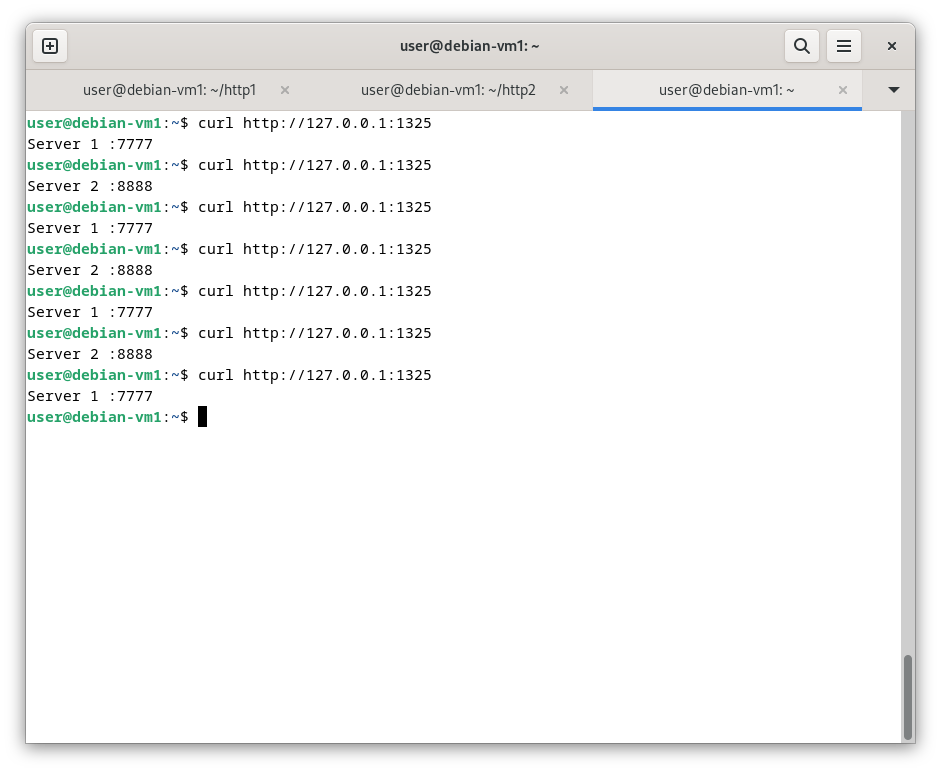 user@debian-vm1: ~
user@debian-vm1: ~/http1
user@debian-vm1: ~/http2
user@debian-vm1: ~
user@debian-vm1:~$ curl http://127.0.0.1:1325
Server 1 :7777
user@debian-vm1:~$ curl http://127.0.0.1:1325
Server 2 :8888
user@debian-vm1:~$ curl http://127.0.0.1:1325
Server 1 :7777
user@debian-vm1:~$ curl http://127.0.0.1:1325
Server 2 :8888
user@debian-vm1:~$ curl http://127.0.0.1:1325
Server 1 :7777
user@debian-vm1:~$ curl http://127.0.0.1:1325
Server 2 :8888
user@debian-vm1:~$ curl http://127.0.0.1:1325
Server 1 :7777
user@debian-vm1:~$